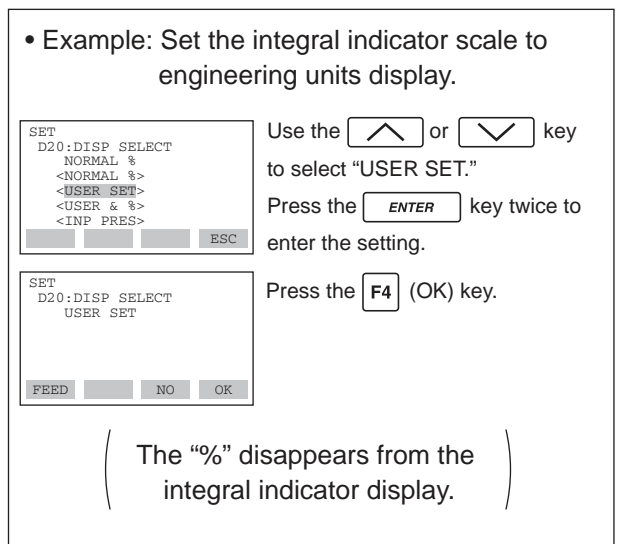 • Example: Set the integral indicator scale to
engineering units display.
SET
D20:DISP SELECT
NORMAL %
<NORMAL %>
<USER SET>
<USER & %>
<INP PRES>
ESC
Use the or key
to select “USER SET.”
Press the ENTER key twice to
enter the setting.
SET
D20:DISP SELECT
USER SET
FEED NO OK
Press the F4 (OK) key.
The “%” disappears from the
integral indicator display.